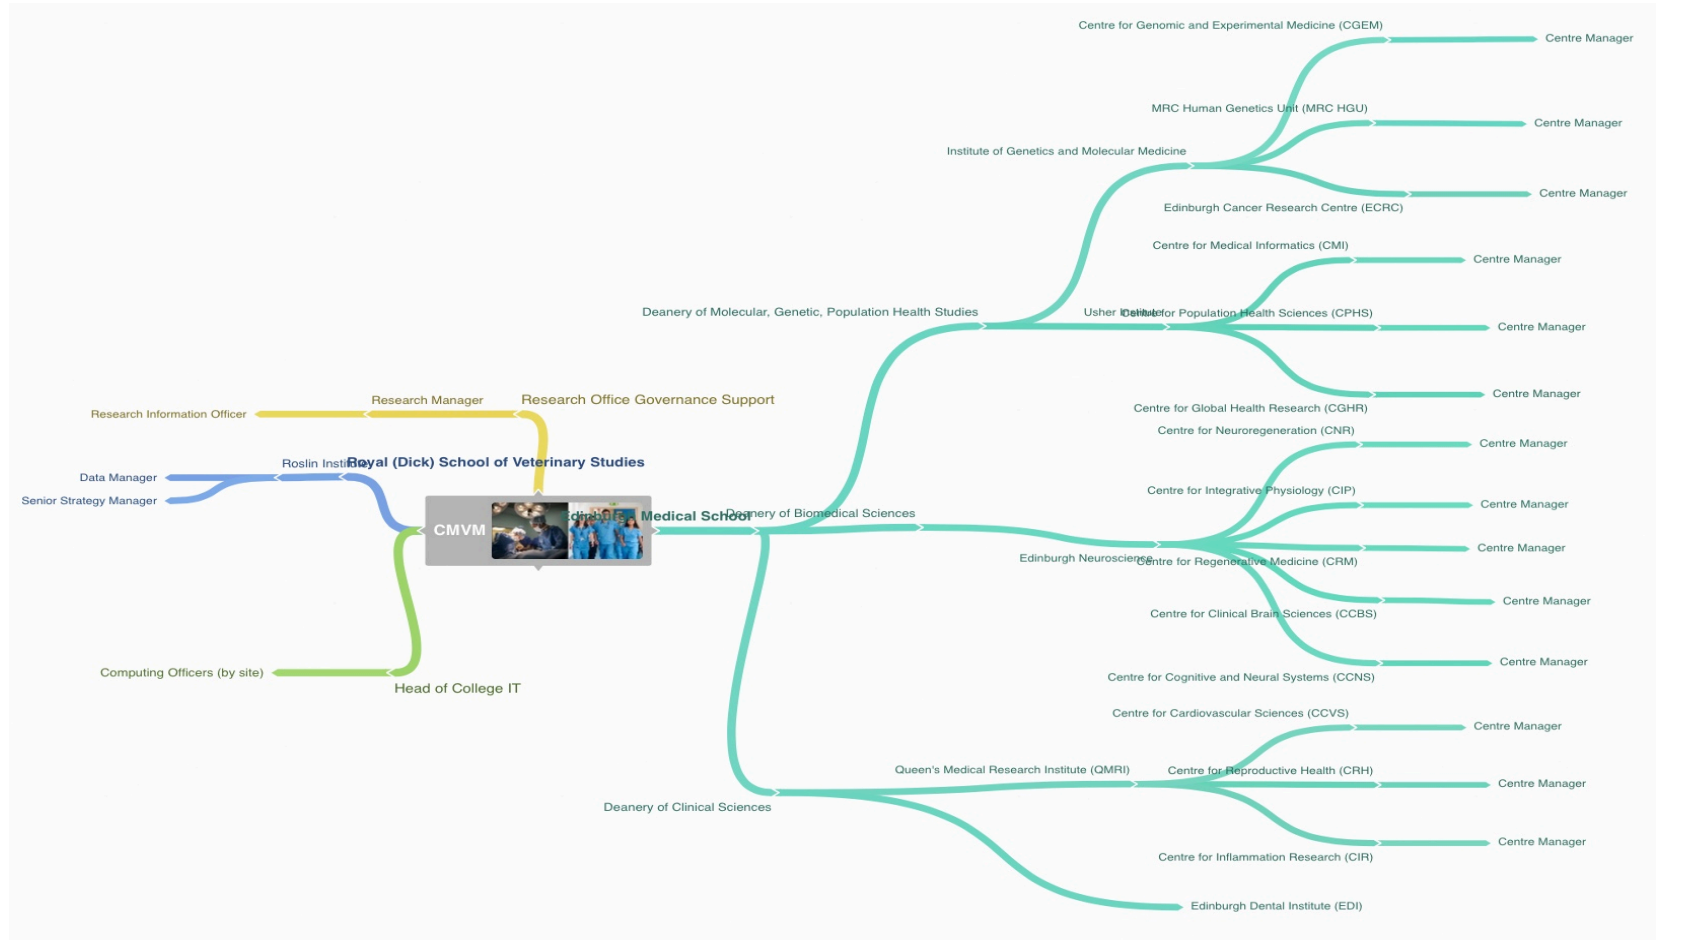 Centre for Genomic and Experimental Medicine (CGEM)
Centre Manager
MRC Human Genetics Unit (MRC HGU)
Centre Manager
Institute of Genetics and Molecular Medicine
Centre Manager
Edinburgh Cancer Research Centre (ECRC)
Centre for Medical Informatics (CMI)
Centre Manager
Deanery of Molecular, Genetic, Population Health Studies
Usher Institute
Centre for Population Health Sciences (CPHS)
Centre Manager
Centre Manager
Centre for Global Health Research (CGHR)
Research Office Governance Support
Research Manager
Research Information Officer
Centre for Neuroregeneration (CNR)
Centre Manager
Roslin Institute
Royal (Dick) School of Veterinary Studies
Data Manager
Senior Strategy Manager
Centre for Integrative Physiology (CIP)
Centre Manager
CMVM
Edinburgh Medical School
Deanery of Biomedical Sciences
Edinburgh Neuroscience
Centre Manager
Centre for Regenerative Medicine (CRM)
Centre Manager
Centre for Clinical Brain Sciences (CCBS)
Centre Manager
Centre for Cognitive and Neural Systems (CCNS)
Computing Officers (by site)
Head of College IT
Centre for Cardiovascular Sciences (CCVS)
Centre Manager
Queen's Medical Research Institute (QMRI)
Centre for Reproductive Health (CRH)
Centre Manager
Deanery of Clinical Sciences
Centre Manager
Centre for Inflammation Research (CIR)
Edinburgh Dental Institute (EDI)